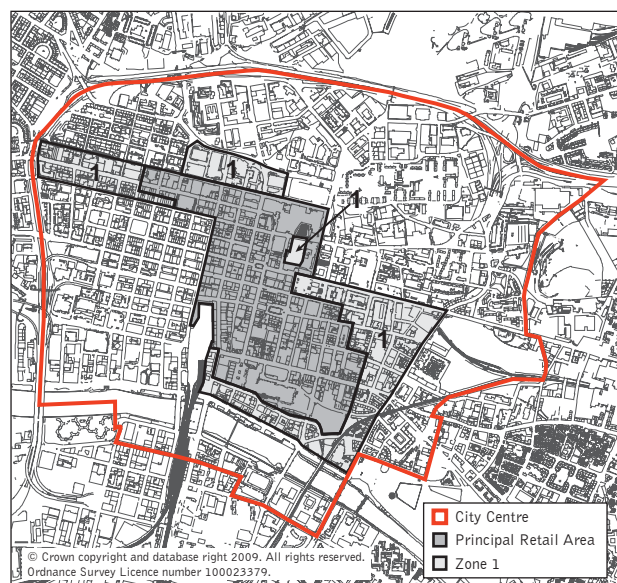 1
1
1
1
City Centre
Principal Retail Area
Zone 1
© Crown copyright and database right 2009. All rights reserved.
Ordnance Survey Licence number 100023379.